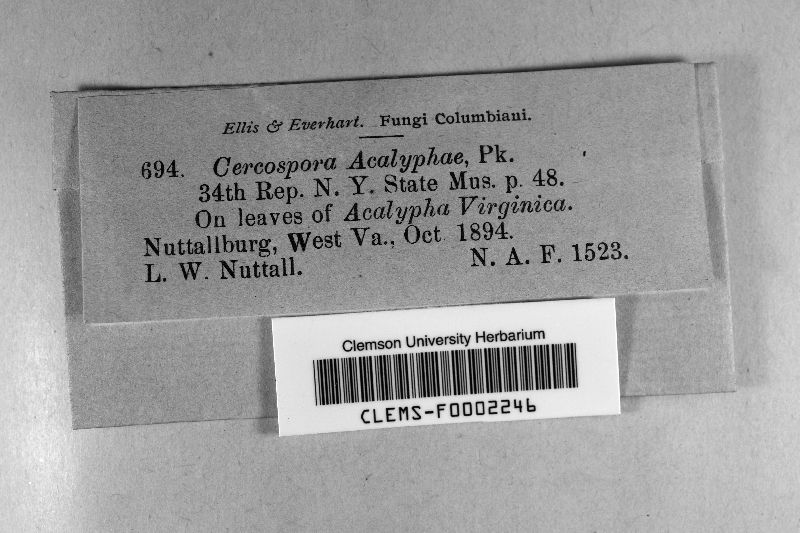 Ellis & Everhart. Fungi Columbiani.
694. Cercospora Acalyphae, Pk.
34th Rep. N. Y. State Mus. p. 48.
On leaves of Acalypha Virginica.
Nuttallburg, West Va., Oct 1894.
L. W. Nuttall. N. A. F. 1523.
Clemson University Herbarium
CLEMS-F0002246